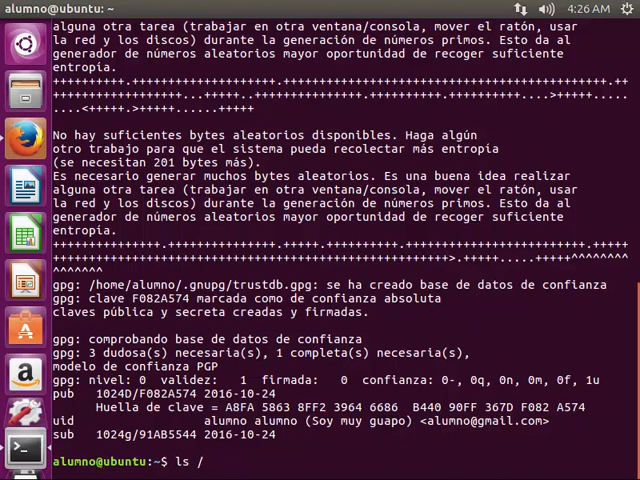 alumno@ubuntu: ~
4:26 AM
alguna otra tarea (trabajar en otra ventana/consola, mover el ratón, usar
la red y los discos) durante la generación de números primos. Esto da al
generador de números aleatorios mayor oportunidad de recoger suficiente
entropía.
++++++++++.++++++++++++++++++++.++++++++++++++++++++++++++++++++++++++++++++++.++
+++++++++++++++++++...+++++..+++++++++++++++.++++++++++.++++++++++....>+++++.....
....<+++++.>+++++......+++++
No hay suficientes bytes aleatorios disponibles. Haga algún
otro trabajo para que el sistema pueda recolectar más entropía
(se necesitan 201 bytes más).
Es necesario generar muchos bytes aleatorios. Es una buena idea realizar
alguna otra tarea (trabajar en otra ventana/consola, mover el ratón, usar
la red y los discos) durante la generación de números primos. Esto da al
generador de números aleatorios mayor oportunidad de recoger suficiente
entropía.
+++++++++++++++.++++++++++++++++++++.+++++.++++++++++.+++++++++++++++++++++++++.+++++
+++++++++++++++++++++++++++++++++++++++++++++++++++++++>.+++++.....+++++^^^^^^^^
^^^^^^^
gpg: /home/alumno/.gnupg/trustdb.gpg: se ha creado base de datos de confianza
gpg: clave F082A574 marcada como de confianza absoluta
claves pública y secreta creadas y firmadas.
gpg: comprobando base de datos de confianza
gpg: 3 dudosa(s) necesaria(s), 1 completa(s) necesaria(s),
modelo de confianza PGP
gpg: nivel: 0  validez:   1  firmada:   0  confianza: 0-, 0q, 0n, 0m, 0f, 1u
pub   1024D/F082A574 2016-10-24
      Huella de clave = A8FA 5863 8FF2 3964 6686  B440 90FF 367D F082 A574
uid                  alumno alumno (Soy muy guapo) <alumno@gmail.com>
sub   1024g/91AB5544 2016-10-24
alumno@ubuntu:~$ ls /